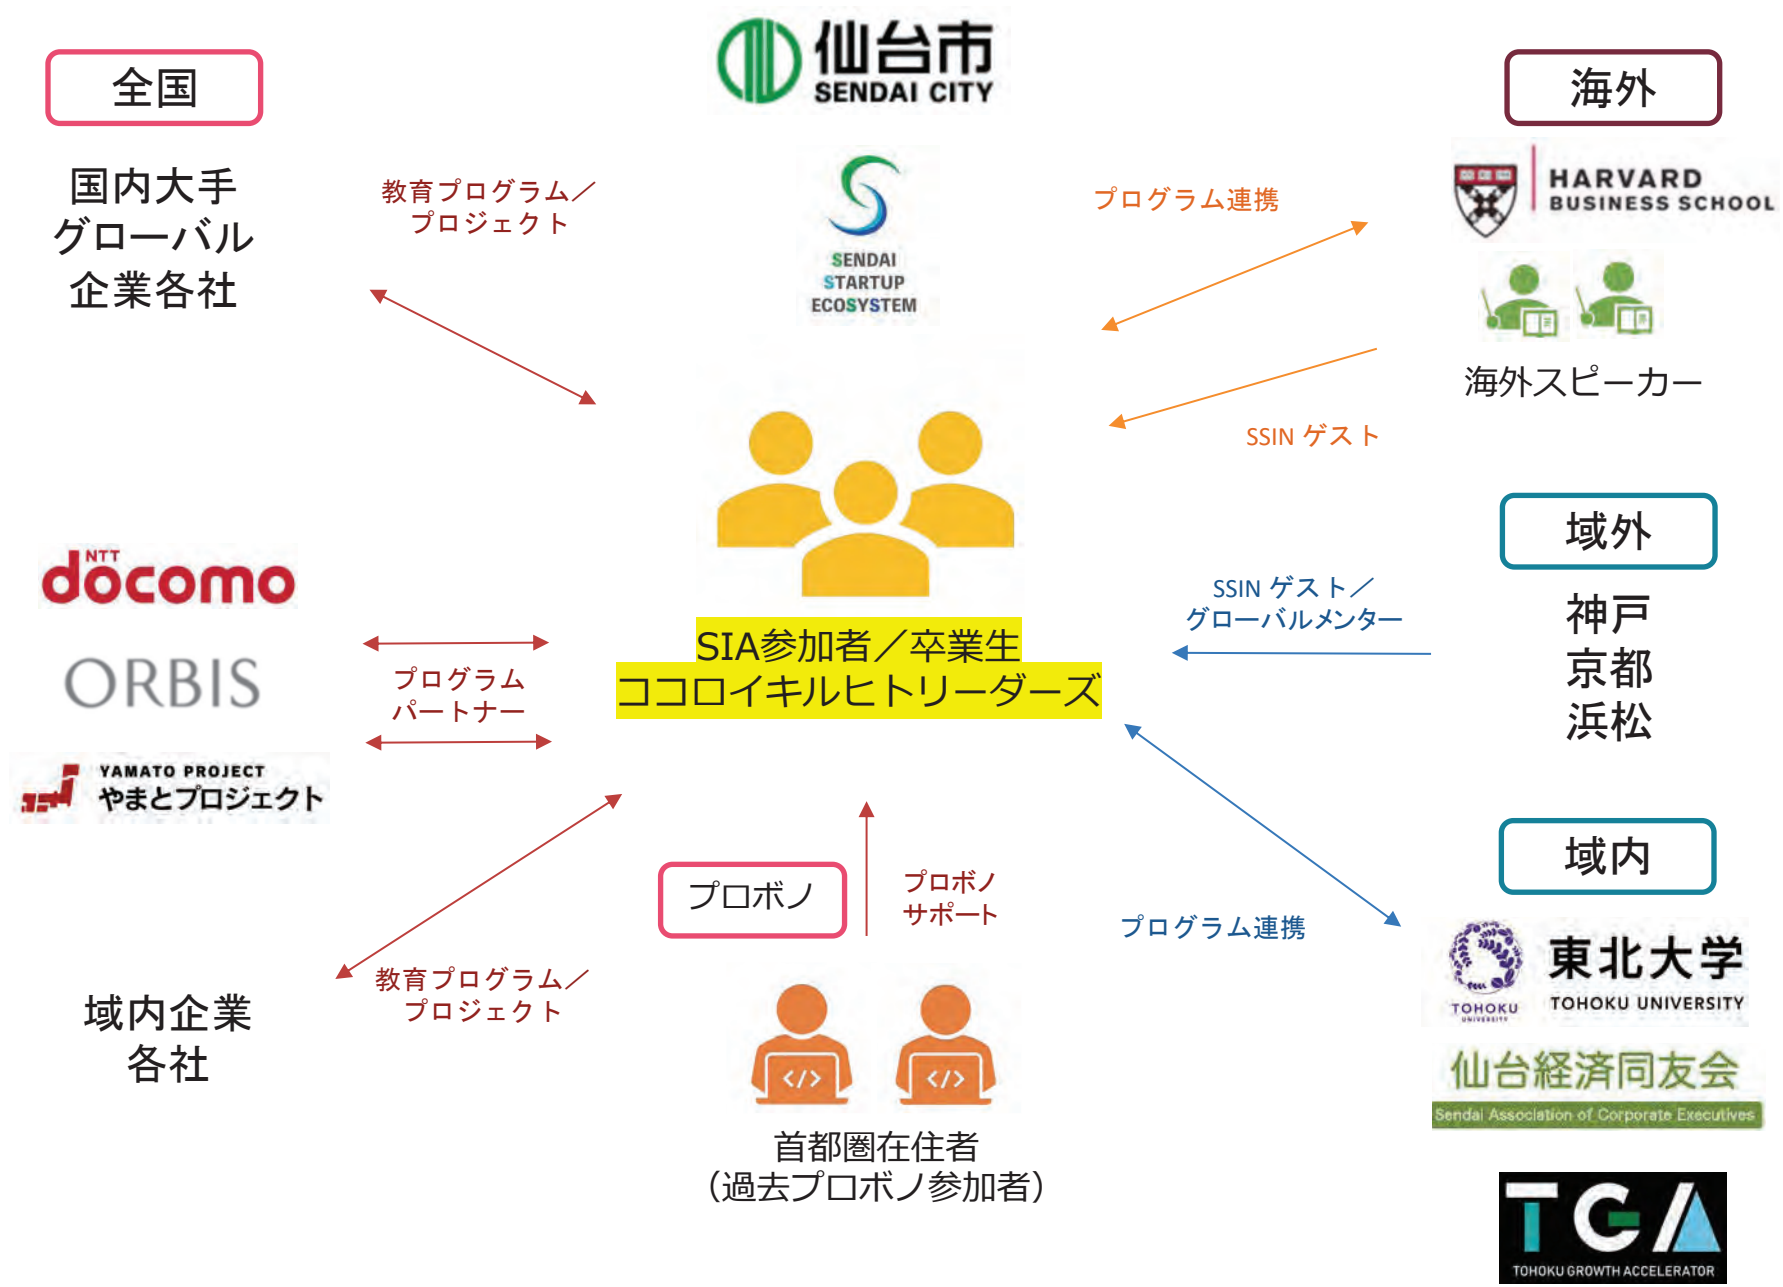 仙台市
SENDAI CITY
SENDAI
STARTUP
ECOSYSTEM
全国
国内大手
グローバル
企業各社
教育プログラム／
プロジェクト
NTT
döcomo
ORBIS
YAMATO PROJECT
やまとプロジェクト
プログラム
パートナー
域内企業
各社
教育プログラム／
プロジェクト
SIA参加者／卒業生
ココロイキルヒトリーダーズ
プロボノ
プロボノ
サポート
</>
</>
首都圏在住者
（過去プロボノ参加者）
海外
プログラム連携
HARVARD
BUSINESS SCHOOL
海外スピーカー
SSIN ゲスト
域外
SSIN ゲスト／
グローバルメンター
神戸
京都
浜松
域内
プログラム連携
TOHOKU
UNIVERSITY
東北大学
TOHOKU UNIVERSITY
仙台経済同友会
Sendai Association of Corporate Executives
TGA
TOHOKU GROWTH ACCELERATOR